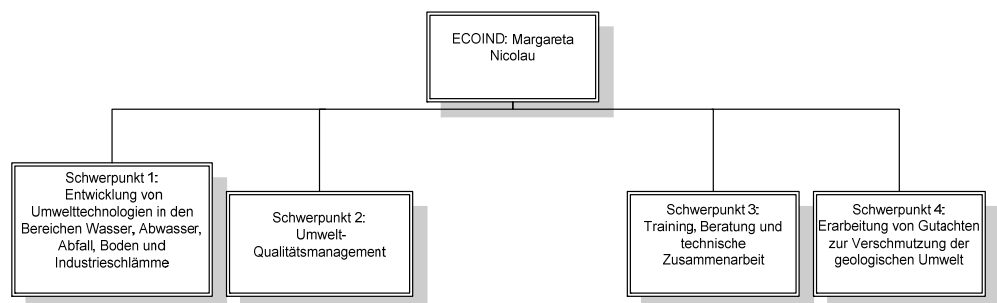 ECOIND: Margareta
Nicolau
Schwerpunkt 1:
Entwicklung von
Umwelttechnologien in den
Bereichen Wasser, Abwasser,
Abfall, Boden und
Industrieschlämme
Schwerpunkt 2:
Umwelt-
Qualitätsmanagement
Schwerpunkt 3:
Training, Beratung und
technische
Zusammenarbeit
Schwerpunkt 4:
Erarbeitung von Gutachten
zur Verschmutzung der
geologischen Umwelt